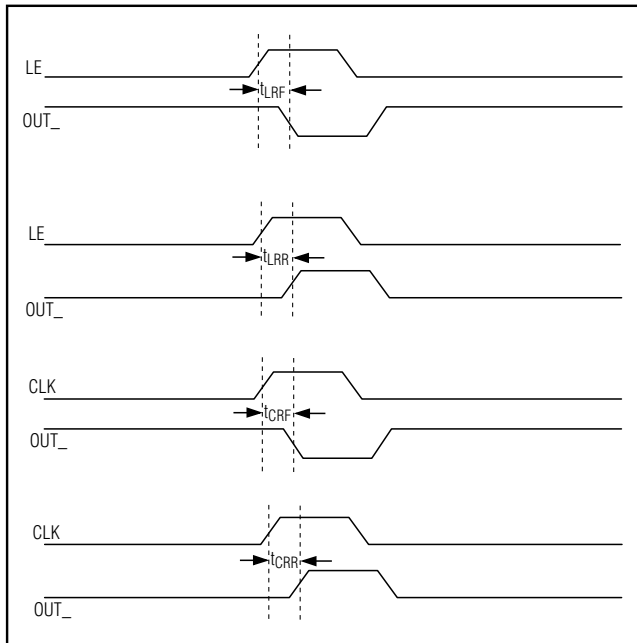 LE
tLRF
OUT_
LE
tLRR
OUT_
CLK
tCRF
OUT_
CLK
tCRR
OUT_